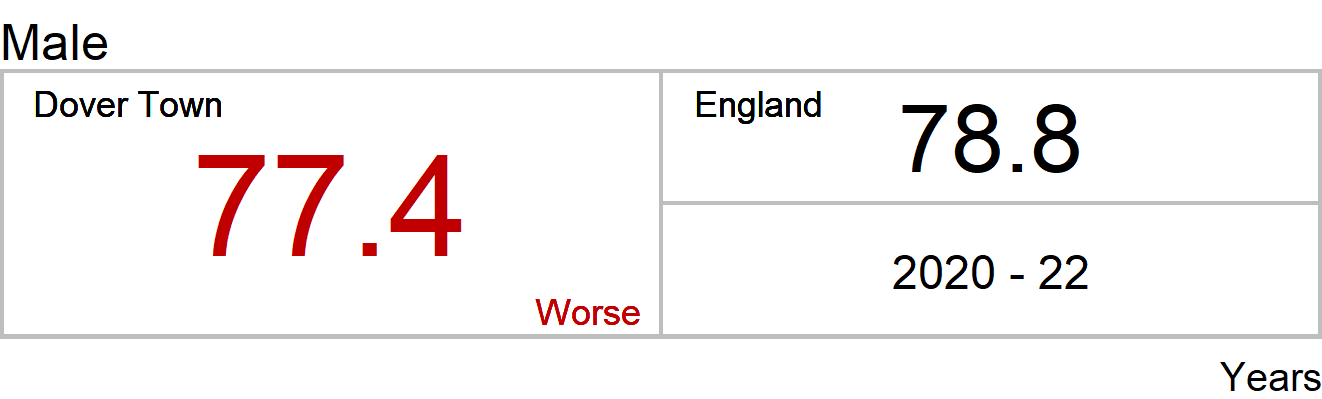 Male
Dover Town
77.4
Worse
England
78.8
2020 - 22
Years